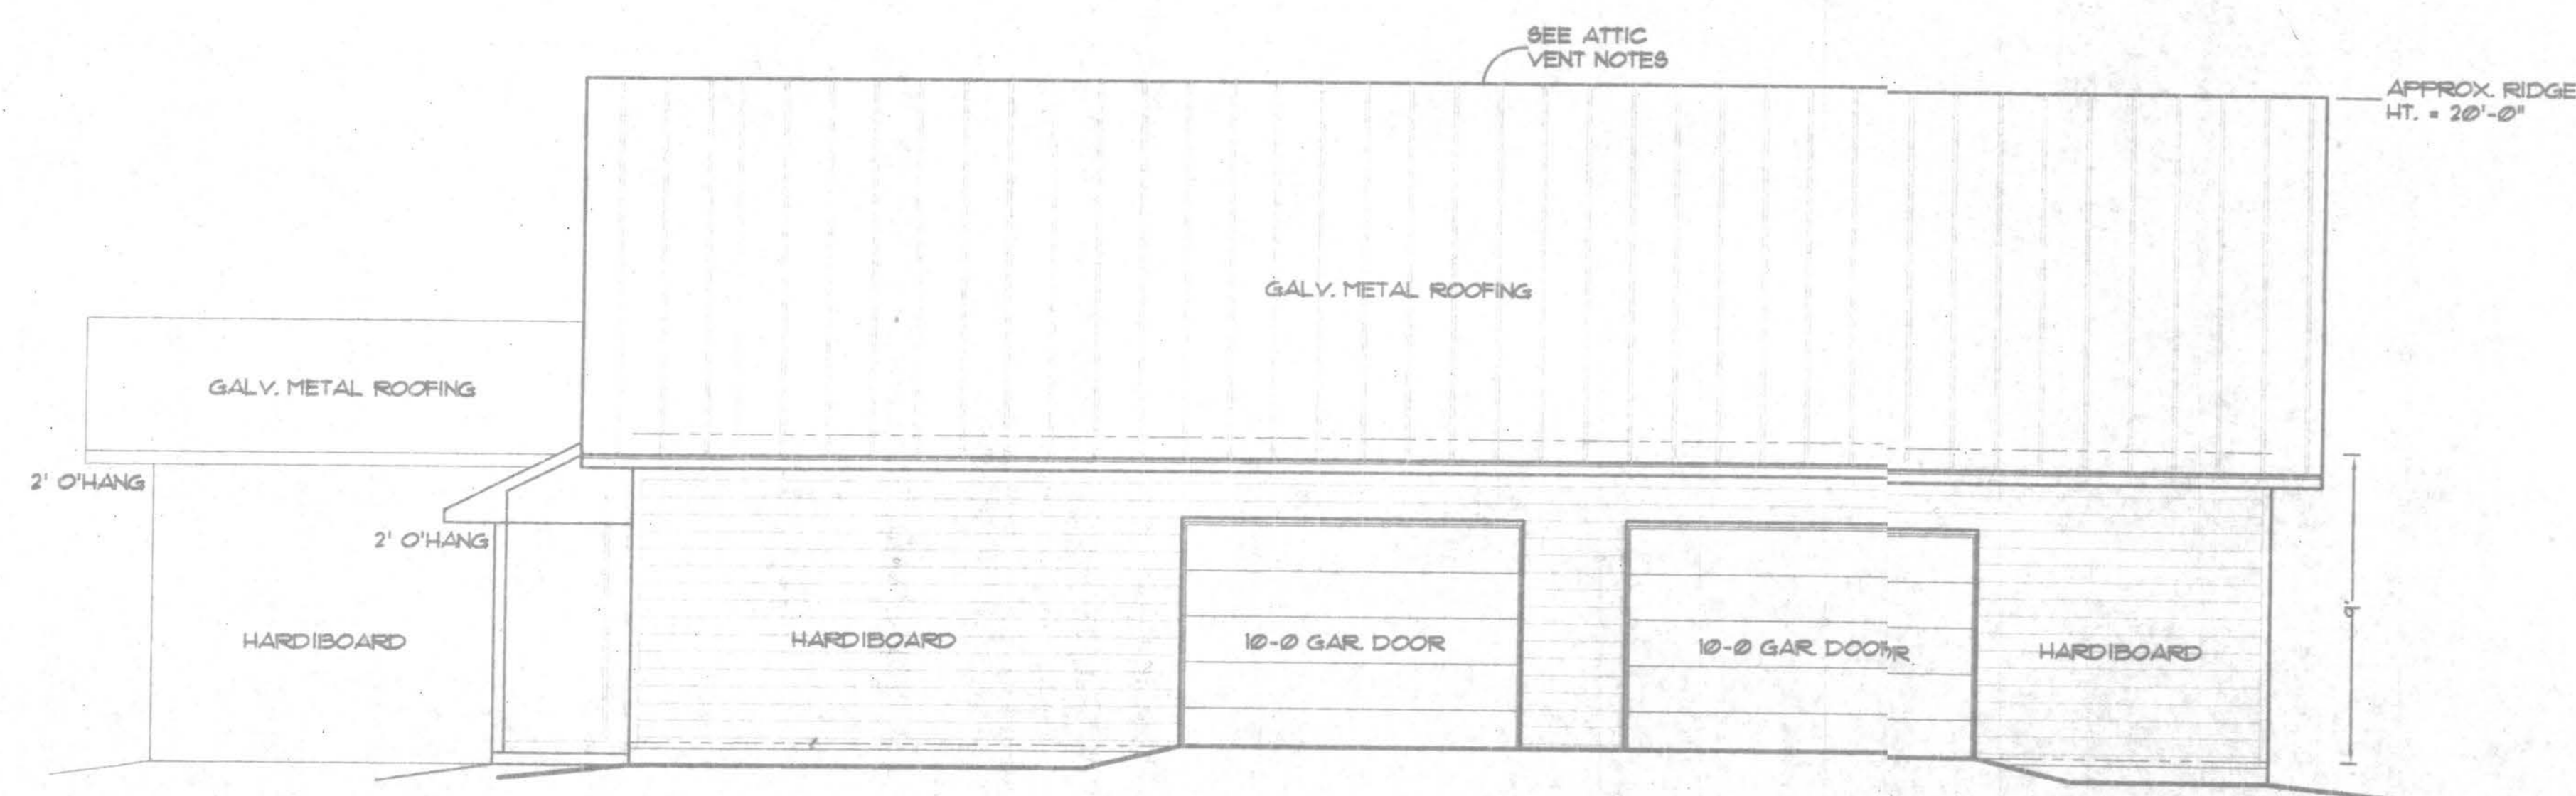 SEE ATTIC
VENT NOTES
APPROX. RIDGE
HT. = 20'-0"
GALV. METAL ROOFING
GALV. METAL ROOFING
2' O'HANG
2' O'HANG
9'
HARDIBOARD
HARDIBOARD
10-0 GAR. DOOR
10-0 GAR. DOOR
HARDIBOARD